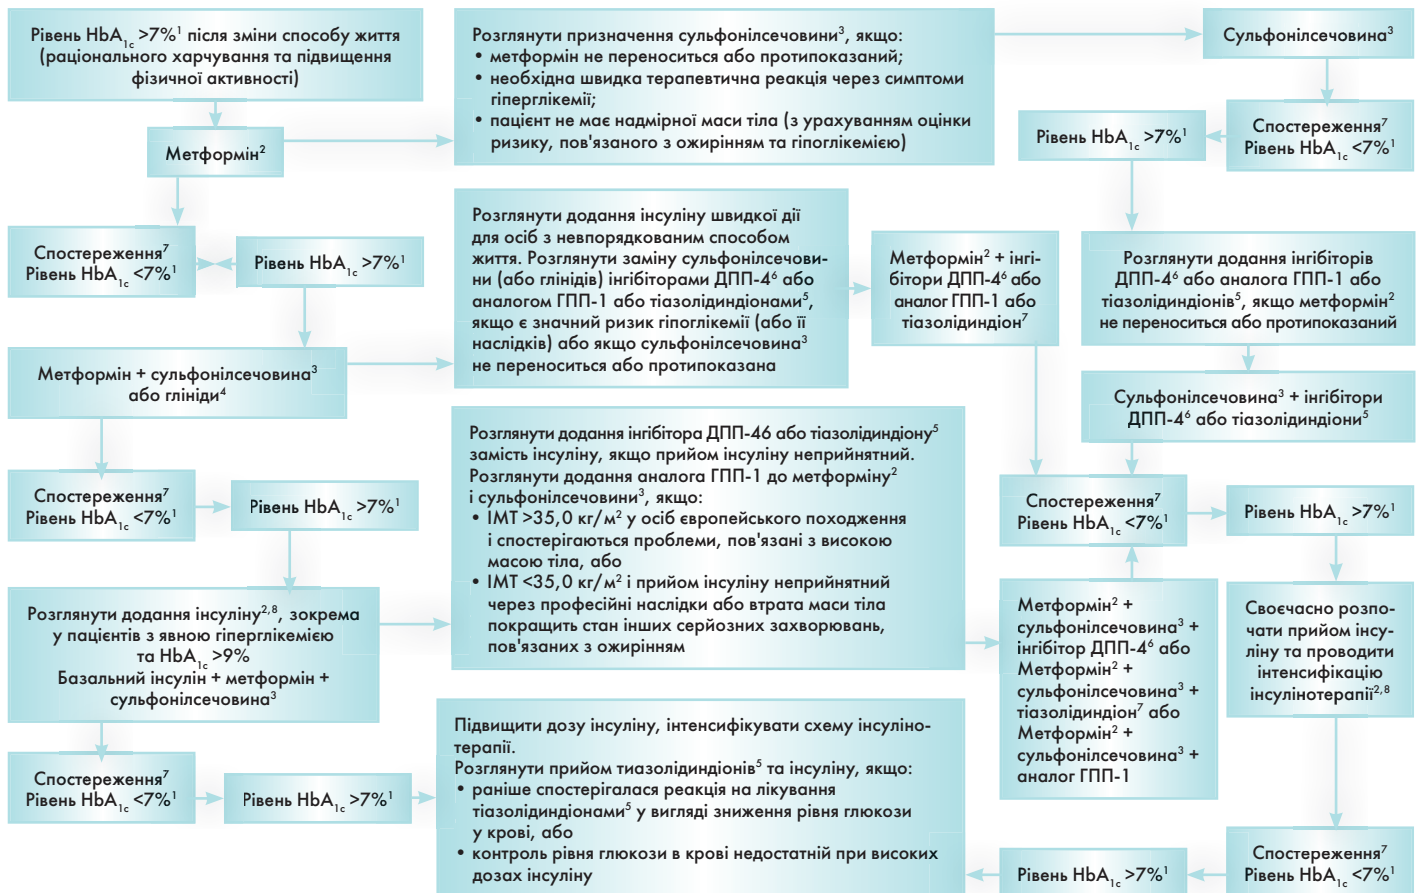 Рівень HbA1c >7%¹ після зміни способу життя
(раціонального харчування та підвищення
фізичної активності)
Метформін²
Розглянути призначення сульфонілсечовини³, якщо:
• метформін не переноситься або протипоказаний;
• необхідна швидка терапевтична реакція через симптоми
гіперглікемії;
• пацієнт не має надмірної маси тіла (з урахуванням оцінки
ризику, пов'язаного з ожирінням та гіпоглікемією)
Сульфонілсечовина³
Спостереження⁷
Рівень HbA1c <7%¹
Рівень HbA1c >7%¹
Спостереження⁷
Рівень HbA1c <7%¹
Рівень HbA1c >7%¹
Розглянути додання інсуліну швидкої дії
для осіб з невпорядкованим способом
життя. Розглянути заміну сульфонілсечови-
ни (або глінідів) інгібіторами ДПП-4⁶ або
аналогом ГПП-1 або тіазолідиндіонами⁵,
якщо є значний ризик гіпоглікемії (або її
наслідків) або якщо сульфонілсечовина³
не переноситься або протипоказана
Метформін² + інгі-
бітори ДПП-4⁶ або
аналог ГПП-1 або
тіазолідиндіон⁷
Розглянути додання інгібіторів
ДПП-4⁶ або аналога ГПП-1 або
тіазолідиндіонів⁵, якщо метформін²
не переноситься або протипоказаний
Метформін + сульфонілсечовина³
або глініди⁴
Сульфонілсечовина³ + інгібітори
ДПП-4⁶ або тіазолідиндіони⁵
Спостереження⁷
Рівень HbA1c <7%¹
Рівень HbA1c >7%¹
Розглянути додання інгібітора ДПП-46 або тіазолідиндіону⁵
замість інсуліну, якщо прийом інсуліну неприйнятний.
Розглянути додання аналога ГПП-1 до метформіну²
і сульфонілсечовини³, якщо:
• ІМТ >35,0 кг/м² у осіб європейського походження
і спостерігаються проблеми, пов'язані з високою
масою тіла, або
• ІМТ <35,0 кг/м² і прийом інсуліну неприйнятний
через професійні наслідки або втрата маси тіла
покращить стан інших серйозних захворювань,
пов'язаних з ожирінням
Спостереження⁷
Рівень HbA1c <7%¹
Рівень HbA1c >7%¹
Розглянути додання інсуліну²,⁸, зокрема
у пацієнтів з явною гіперглікемією
та HbA1c >9%
Базальний інсулін + метформін +
сульфонілсечовина³
Метформін² +
сульфонілсечовина³ +
інгібітор ДПП-4⁶ або
Метформін² +
сульфонілсечовина³ +
тіазолідиндіон⁷ або
Метформін² +
сульфонілсечовина³ +
аналог ГПП-1
Своєчасно розпо-
чати прийом інсу-
ліну та проводити
інтенсифікацію
інсулінотерапії²,⁸
Спостереження⁷
Рівень HbA1c <7%¹
Рівень HbA1c >7%¹
Підвищити дозу інсуліну, інтенсифікувати схему інсуліно-
терапії.
Розглянути прийом тиазолідиндіонів⁵ та інсуліну, якщо:
• раніше спостерігалася реакція на лікування
тіазолідиндіонами⁵ у вигляді зниження рівня глюкози
у крові, або
• контроль рівня глюкози в крові недостатній при високих
дозах інсуліну
Рівень HbA1c >7%¹
Спостереження⁷
Рівень HbA1c <7%¹